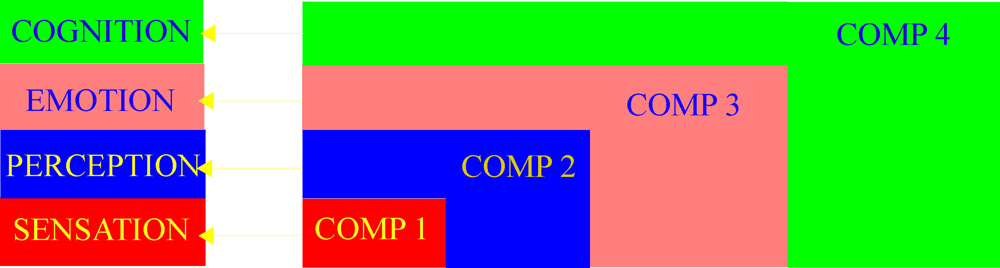 COGNITION
COMP 4
EMOTION
COMP 3
PERCEPTION
COMP 2
SENSATION
COMP 1